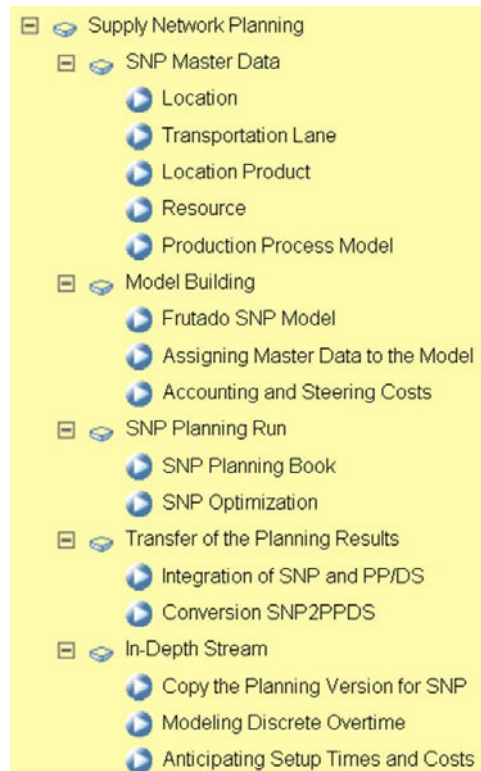 Supply Network Planning
SNP Master Data
Location
Transportation Lane
Location Product
Resource
Production Process Model
Model Building
Frutado SNP Model
Assigning Master Data to the Model
Accounting and Steering Costs
SNP Planning Run
SNP Planning Book
SNP Optimization
Transfer of the Planning Results
Integration of SNP and PP/DS
Conversion SNP2PPDS
In-Depth Stream
Copy the Planning Version for SNP
Modeling Discrete Overtime
Anticipating Setup Times and Costs